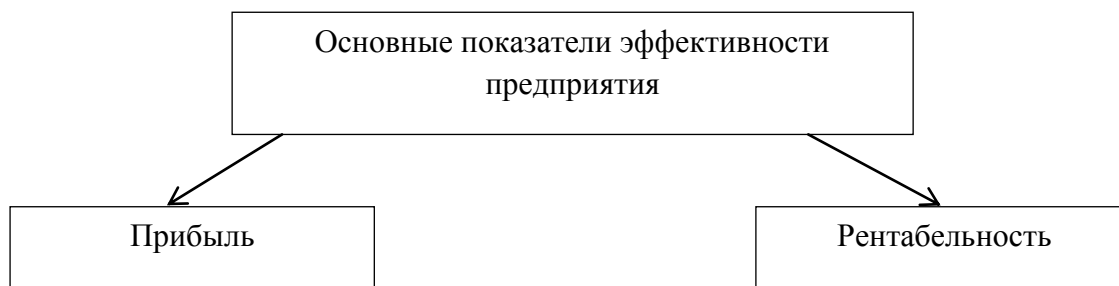 Основные показатели эффективности
предприятия
Прибыль
Рентабельность